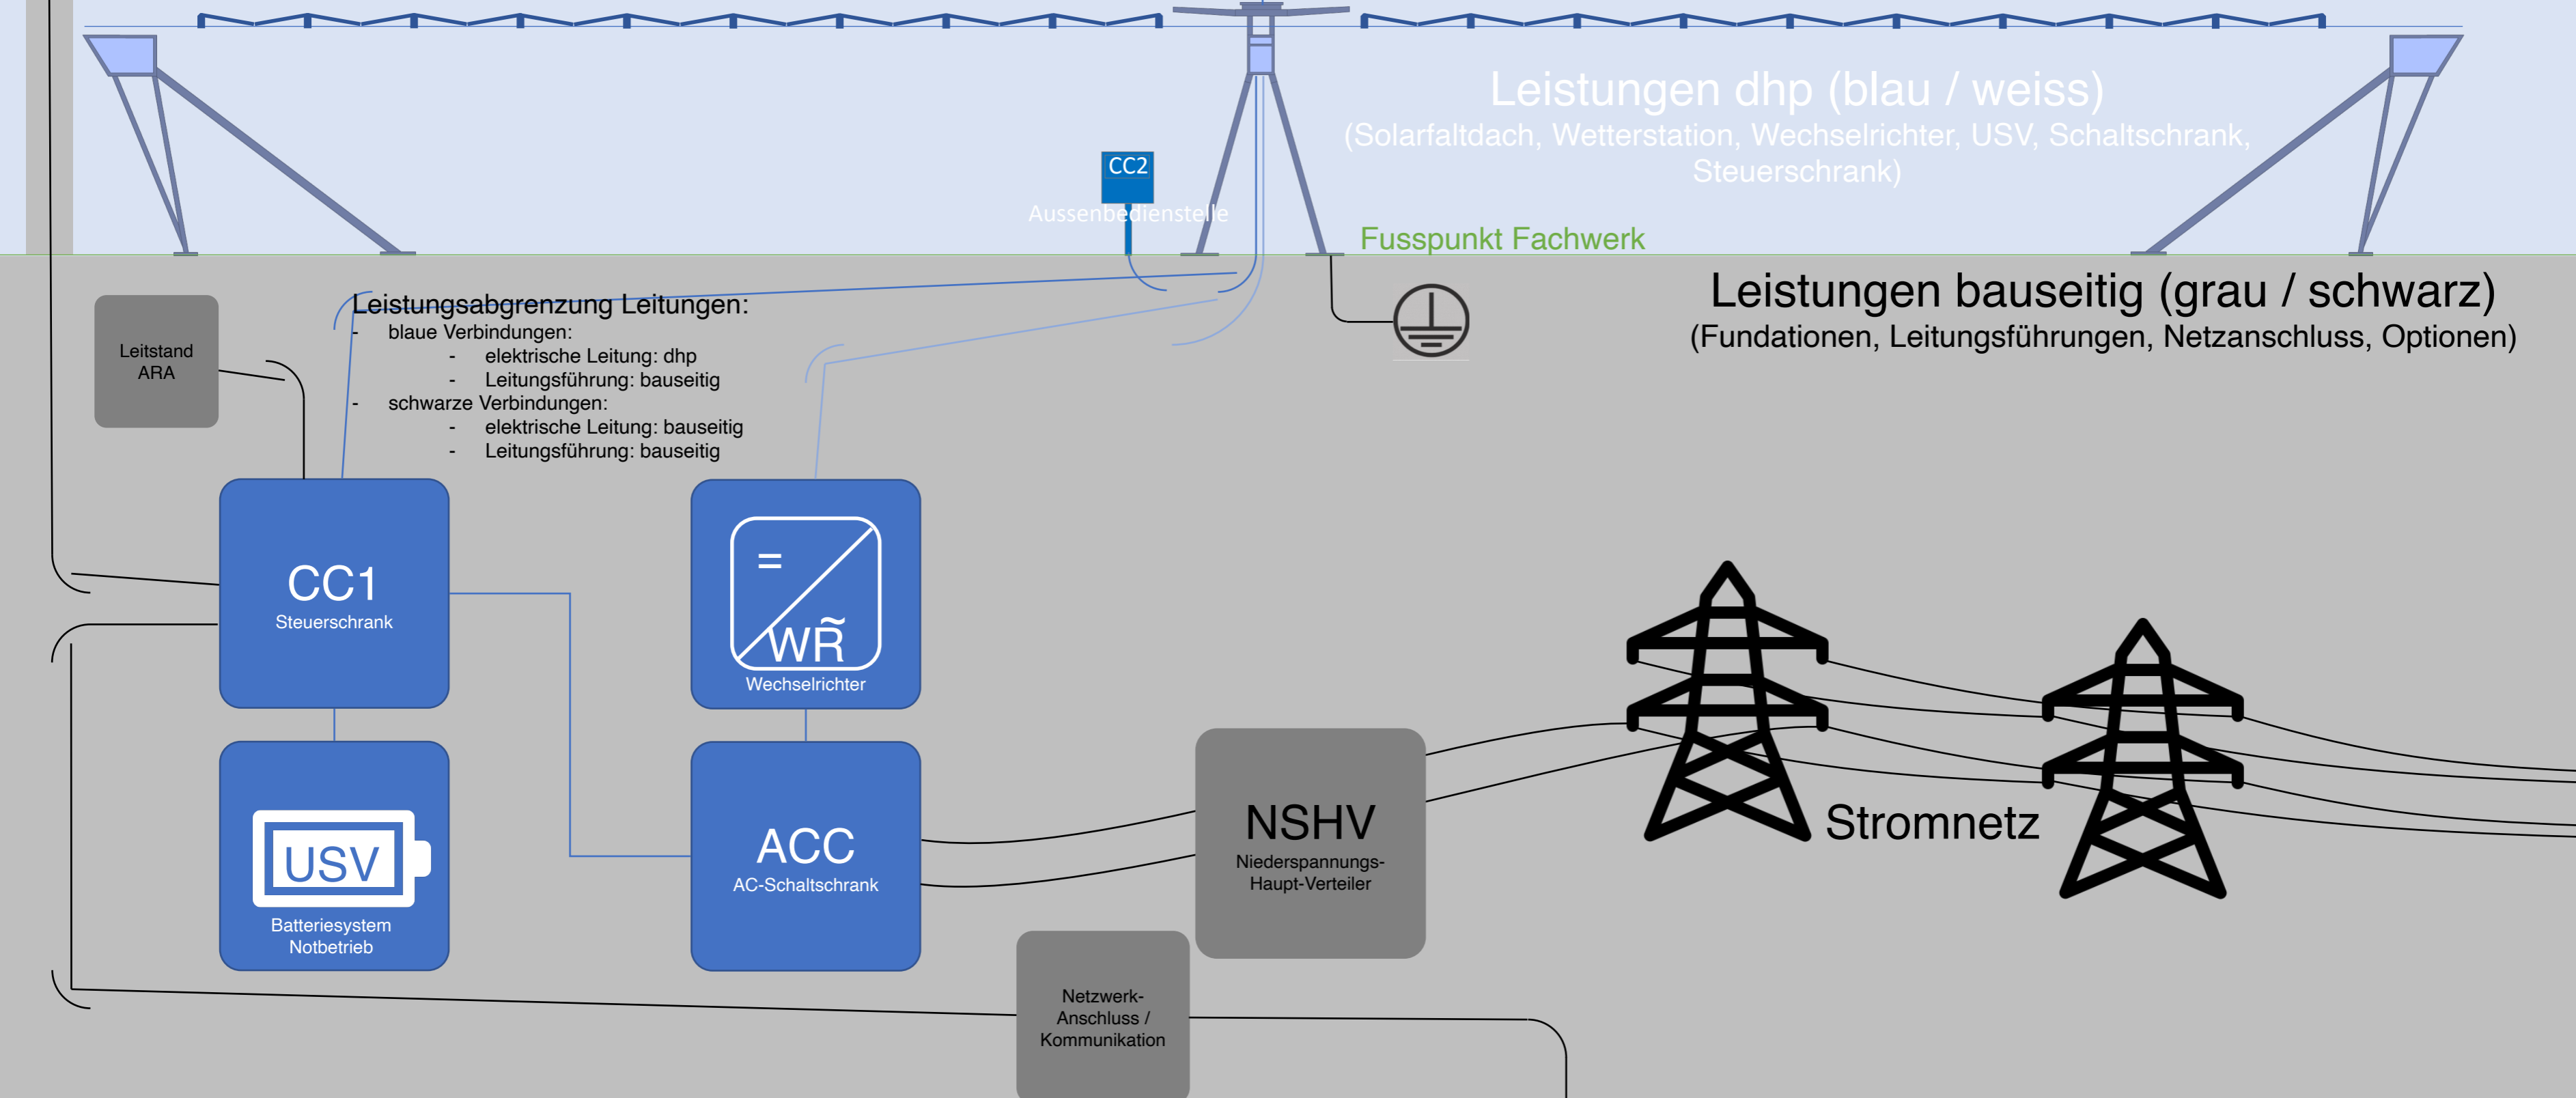 Leistungen dhp (blau / weiss)
(Solarfaltdach, Wetterstation, Wechselrichter, USV, Schaltschrank,
Steuerschrank)
CC2
Aussenbedienstelle
Fusspunkt Fachwerk
Leistungen bauseitig (grau / schwarz)
(Fundationen, Leitungsführungen, Netzanschluss, Optionen)
Leistungsabgrenzung Leitungen:
- blaue Verbindungen:
- elektrische Leitung: dhp
- Leitungsführung: bauseitig
- schwarze Verbindungen:
- elektrische Leitung: bauseitig
- Leitungsführung: bauseitig
Leitstand
ARA
CC1
Steuerschrank
=
~
WR
Wechselrichter
USV
Batteriesystem
Notbetrieb
ACC
AC-Schaltschrank
NSHV
Niederspannungs-
Haupt-Verteiler
Stromnetz
Netzwerk-
Anschluss /
Kommunikation